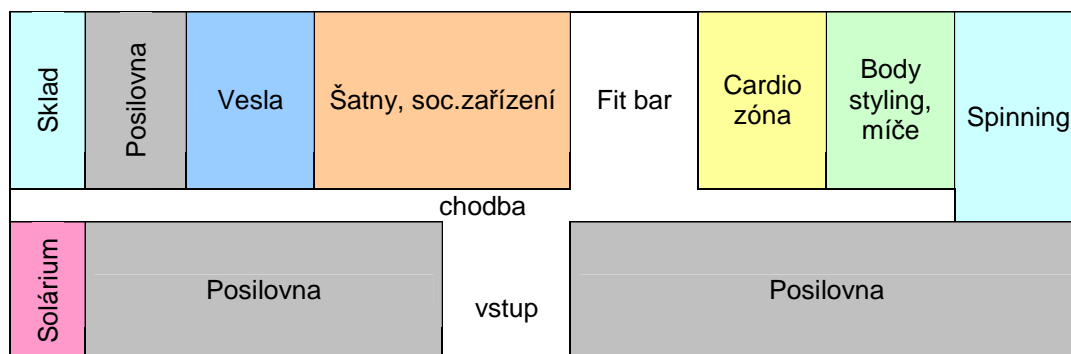 Sklad
Posilovna
Vesla
Šatny, soc.zařízení
Fit bar
Cardio
zóna
Body
styling,
míče
Spinning
chodba
Solárium
Posilovna
vstup
Posilovna